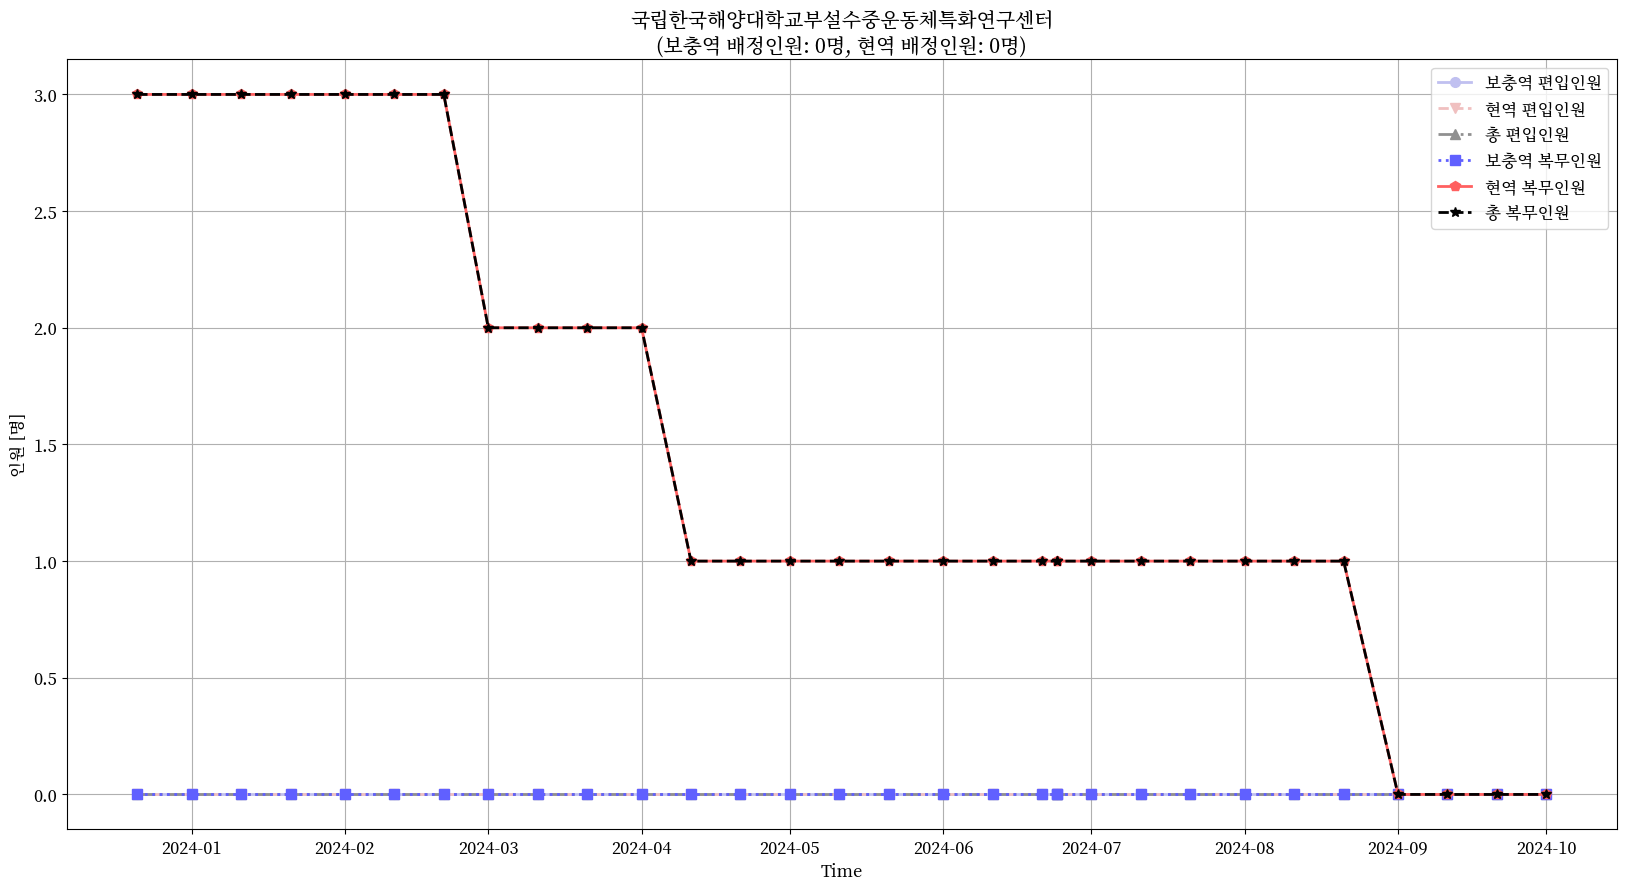 국립한국해양대학교부설수중운동체특화연구센터
(보충역 배정인원: 0명, 현역 배정인원: 0명)
보충역 편입인원
현역 편입인원
총 편입인원
보충역 복무인원
현역 복무인원
총 복무인원
3.0
2.5
2.0
1.5
1.0
0.5
0.0
인원 [명]
2024-01 2024-02 2024-03 2024-04 2024-05 2024-06 2024-07 2024-08 2024-09 2024-10
Time